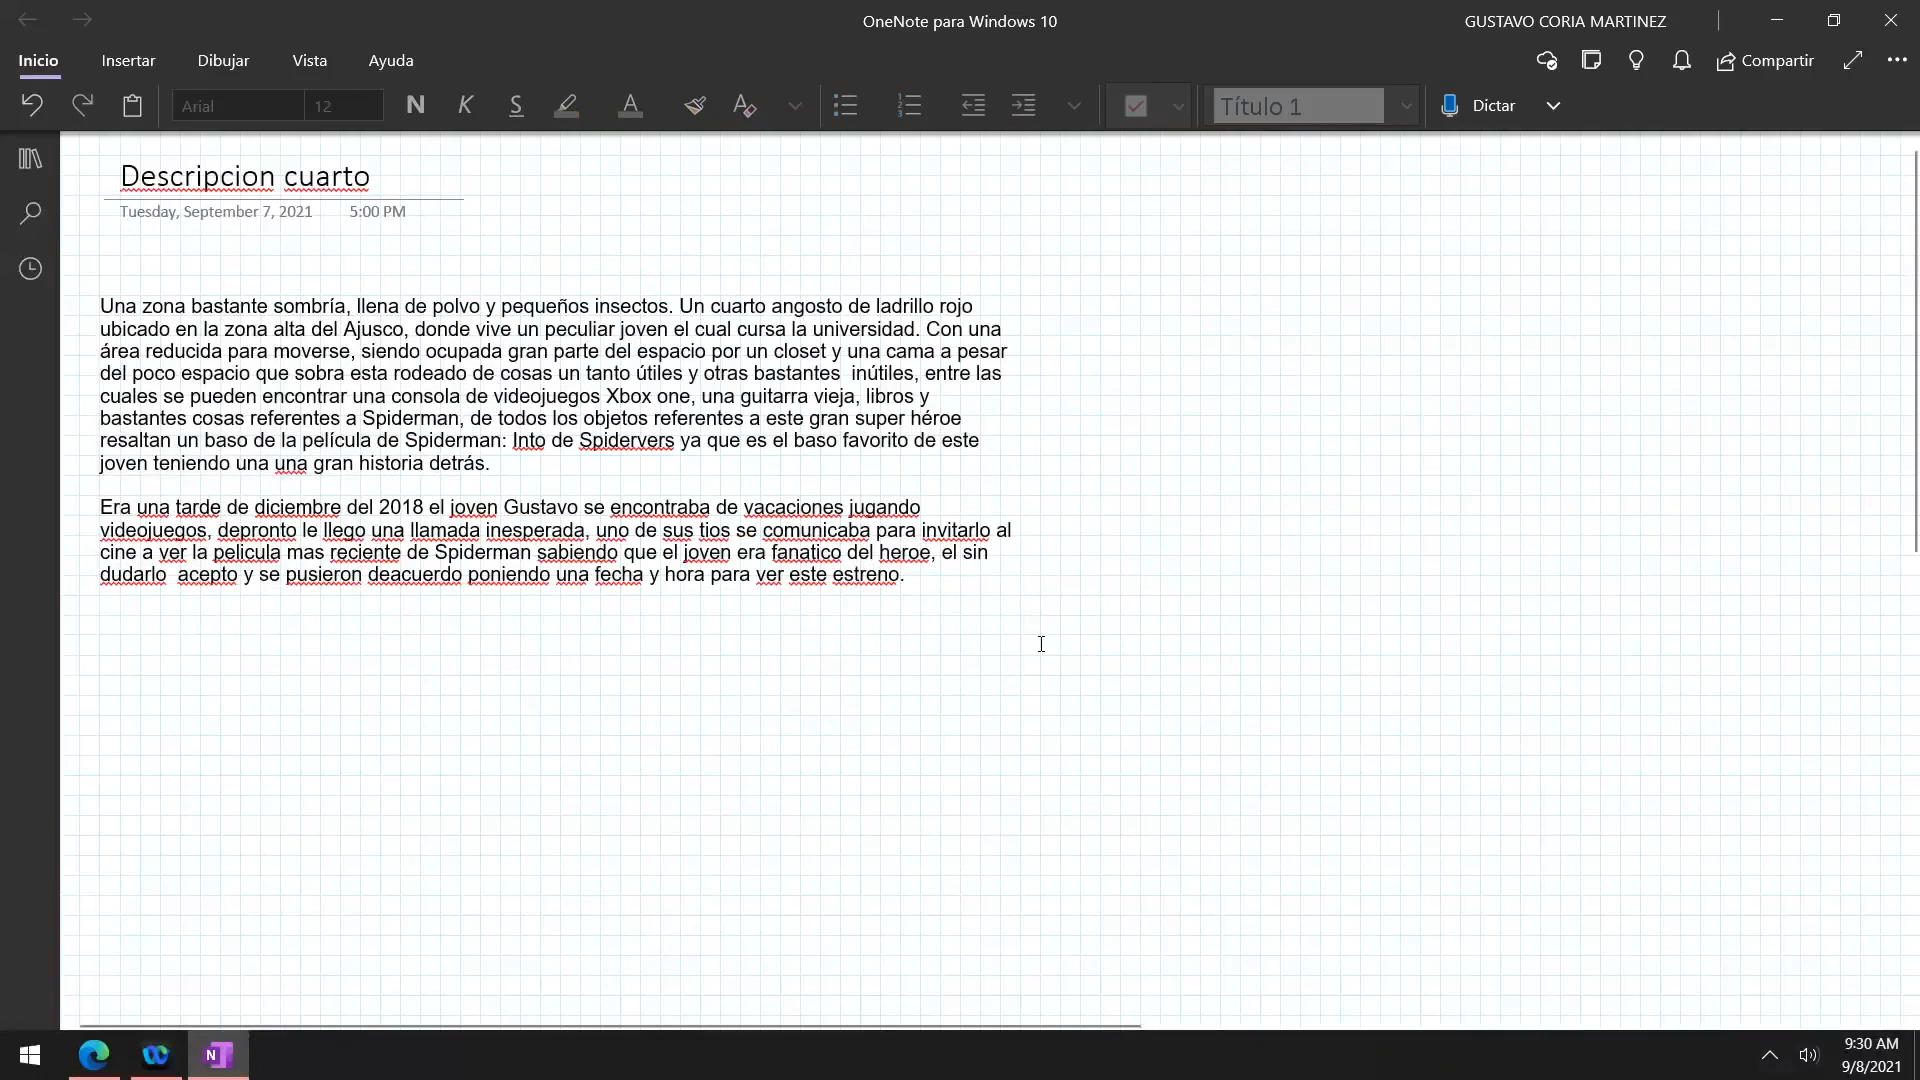 OneNote para Windows 10
GUSTAVO CORIA MARTINEZ
Inicio Insertar Dibujar Vista Ayuda
Compartir
Arial 12 N K S A A Título 1 Dictar
Descripcion cuarto
Tuesday, September 7, 2021 5:00 PM
Una zona bastante sombría, llena de polvo y pequeños insectos. Un cuarto angosto de ladrillo rojo
ubicado en la zona alta del Ajusco, donde vive un peculiar joven el cual cursa la universidad. Con una
área reducida para moverse, siendo ocupada gran parte del espacio por un closet y una cama a pesar
del poco espacio que sobra esta rodeado de cosas un tanto útiles y otras bastantes  inútiles, entre las
cuales se pueden encontrar una consola de videojuegos Xbox one, una guitarra vieja, libros y
bastantes cosas referentes a Spiderman, de todos los objetos referentes a este gran super héroe
resaltan un baso de la película de Spiderman: Into de Spidervers ya que es el baso favorito de este
joven teniendo una una gran historia detrás.
Era una tarde de diciembre del 2018 el joven Gustavo se encontraba de vacaciones jugando
videojuegos, depronto le llego una llamada inesperada, uno de sus tios se comunicaba para invitarlo al
cine a ver la pelicula mas reciente de Spiderman sabiendo que el joven era fanatico del heroe, el sin
dudarlo  acepto y se pusieron deacuerdo poniendo una fecha y hora para ver este estreno.
N
9:30 AM
9/8/2021